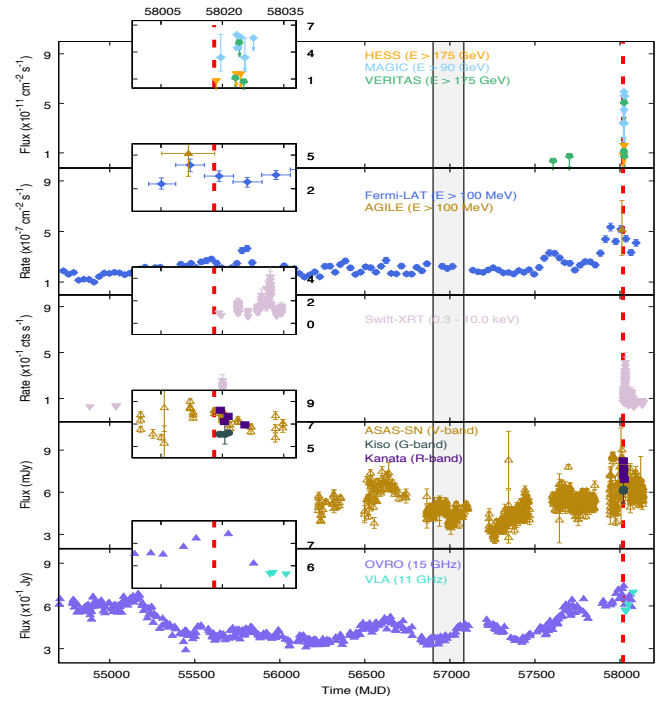 58005 58020 58035
7
4
1
9
5
1
Flux (x10⁻¹¹ cm⁻² s⁻¹)
HESS (E > 175 GeV)
MAGIC (E > 90 GeV)
VERITAS (E > 175 GeV)
5
2
9
5
1
Rate (x10⁻⁷ cm⁻² s⁻¹)
Fermi-LAT (E > 100 MeV)
AGILE (E > 100 MeV)
4
2
0
9
5
1
Rate (x10⁻¹ cts s⁻¹)
Swift-XRT (0.3 - 10.0 keV)
9
7
5
9
6
3
Flux (mJy)
ASAS-SN (V-band)
Kiso (G-band)
Kanata (R-band)
7
6
9
6
3
Flux (x10⁻¹ Jy)
OVRO (15 GHz)
VLA (11 GHz)
55000 55500 56000 56500 57000 57500 58000
Time (MJD)